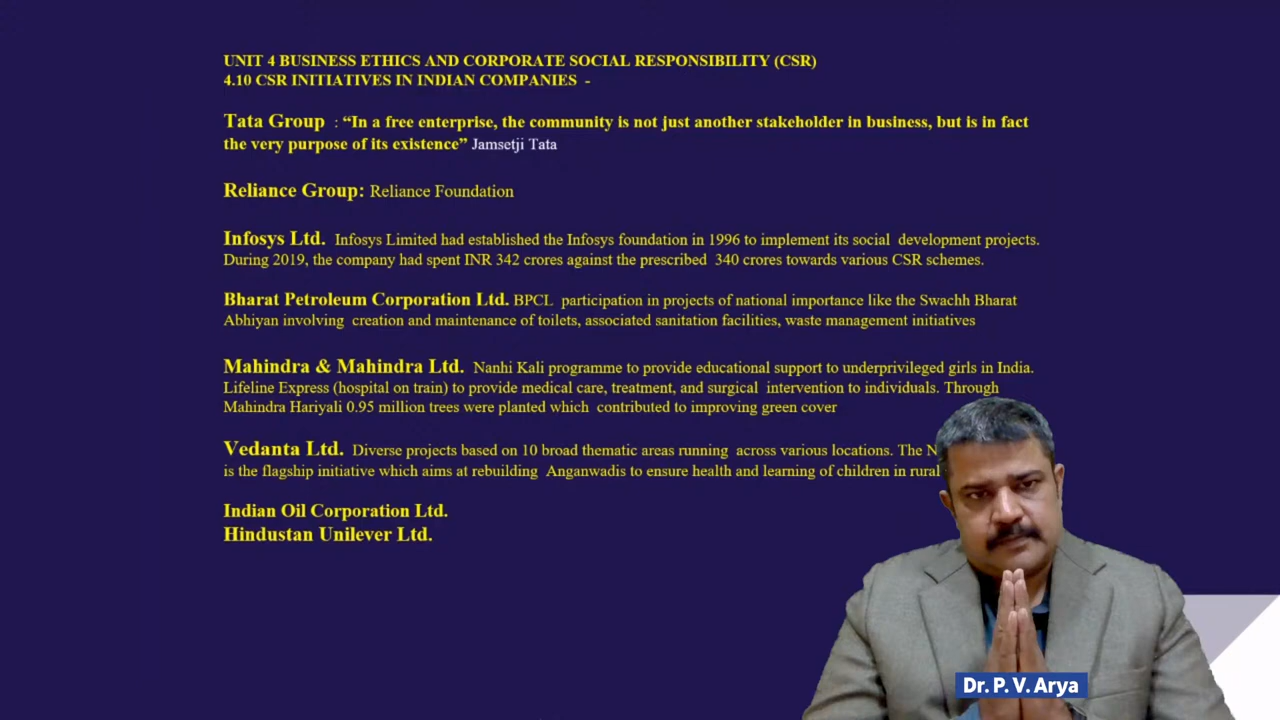 UNIT 4 BUSINESS ETHICS AND CORPORATE SOCIAL RESPONSIBILITY (CSR)
4.10 CSR INITIATIVES IN INDIAN COMPANIES -
Tata Group : “In a free enterprise, the community is not just another stakeholder in business, but is in fact
the very purpose of its existence” Jamsetji Tata
Reliance Group: Reliance Foundation
Infosys Ltd. Infosys Limited had established the Infosys foundation in 1996 to implement its social development projects.
During 2019, the company had spent INR 342 crores against the prescribed 340 crores towards various CSR schemes.
Bharat Petroleum Corporation Ltd. BPCL participation in projects of national importance like the Swachh Bharat
Abhiyan involving creation and maintenance of toilets, associated sanitation facilities, waste management initiatives
Mahindra & Mahindra Ltd. Nanhi Kali programme to provide educational support to underprivileged girls in India.
Lifeline Express (hospital on train) to provide medical care, treatment, and surgical intervention to individuals. Through
Mahindra Hariyali 0.95 million trees were planted which contributed to improving green cover
Vedanta Ltd. Diverse projects based on 10 broad thematic areas running across various locations. The
is the flagship initiative which aims at rebuilding Anganwadis to ensure health and learning of children in rural
Indian Oil Corporation Ltd.
Hindustan Unilever Ltd.
Dr. P. V. Arya